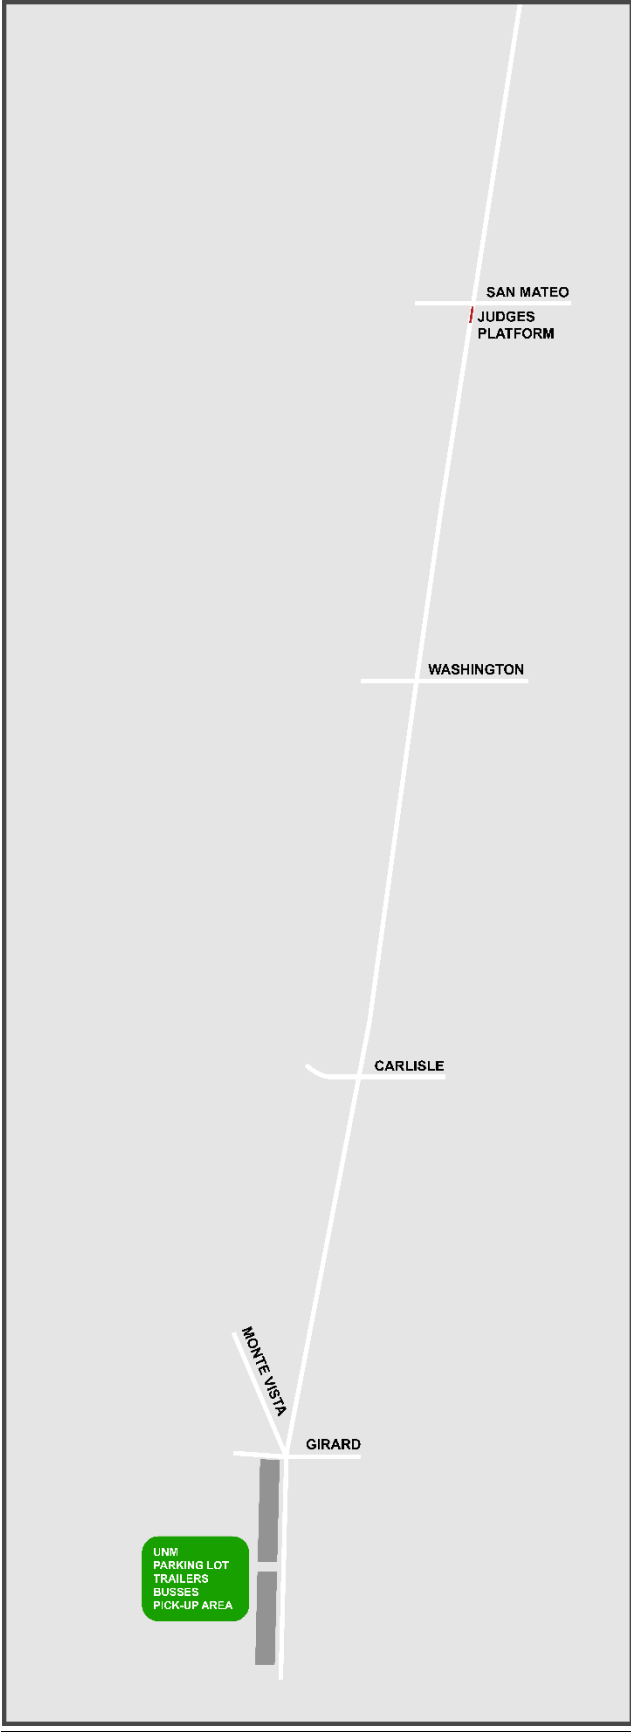 SAN MATEO
JUDGES
PLATFORM
WASHINGTON
CARLISLE
MONTE VISTA
GIRARD
UNM
PARKING LOT
TRAILERS
BUSSES
PICK-UP AREA